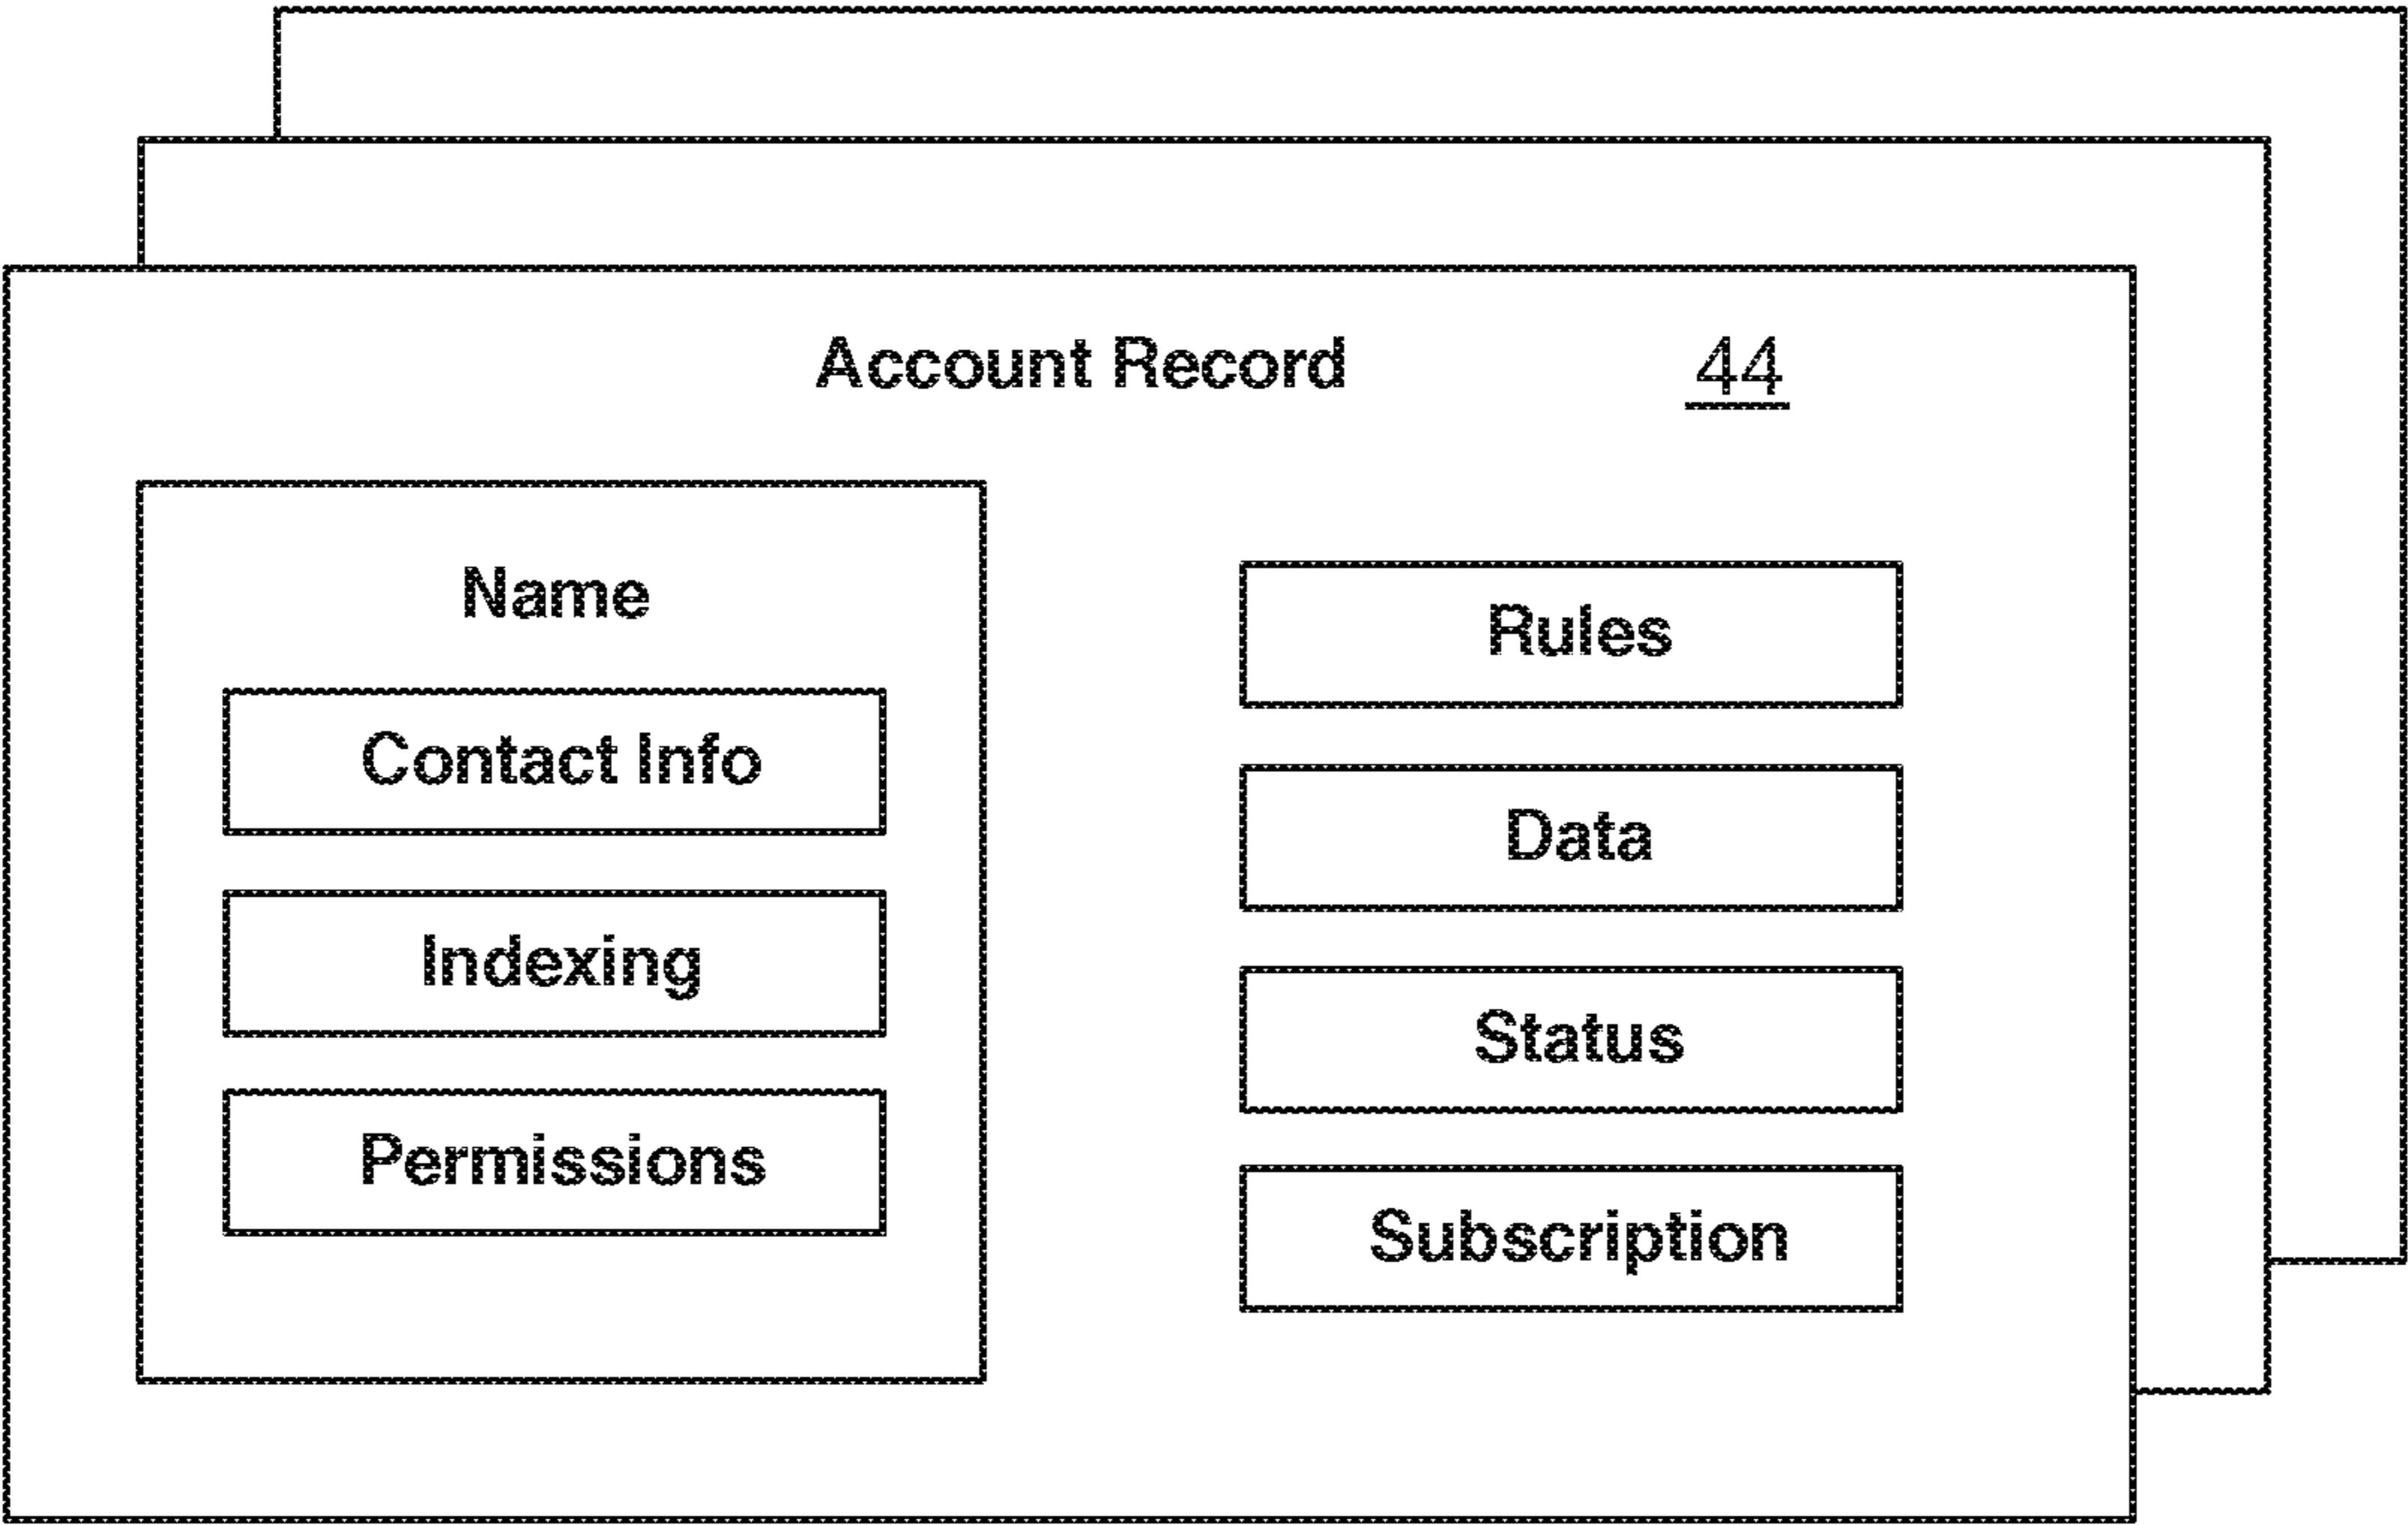 Account Record 44
Name
Contact Info
Indexing
Permissions
Rules
Data
Status
Subscription